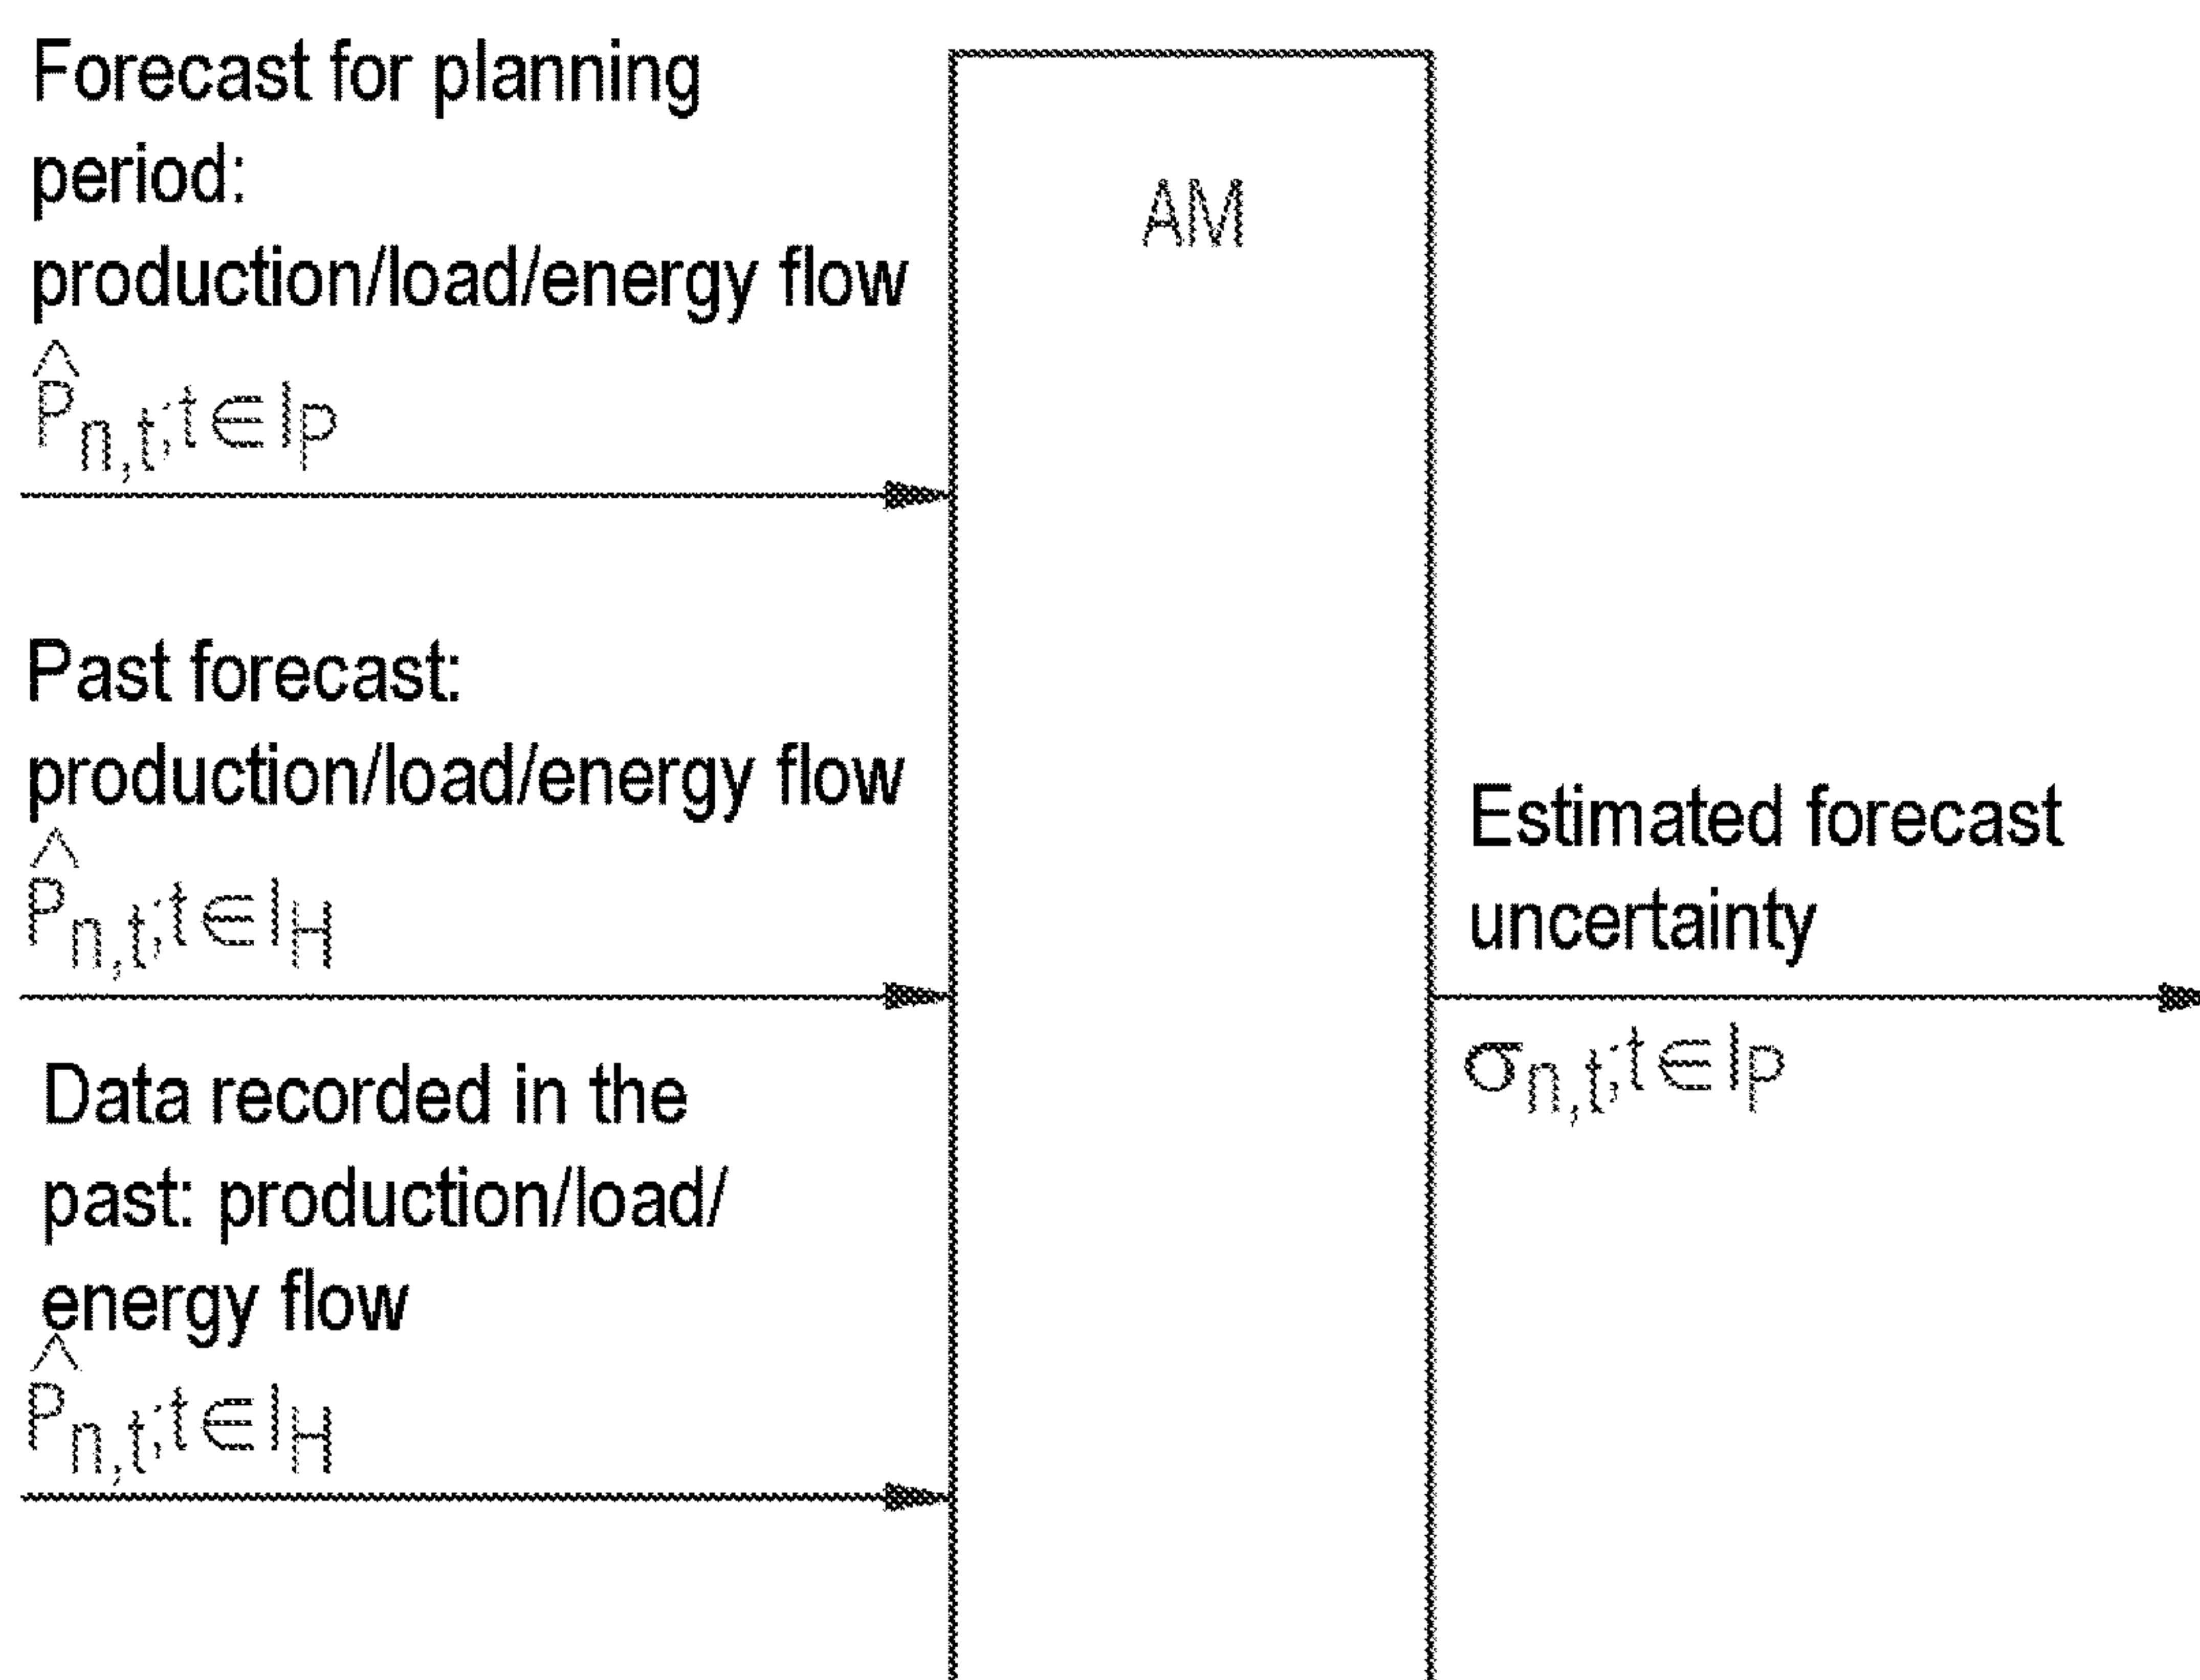 Forecast for planning
period:
production/load/energy flow
P̂n,t;t∈IP
AM
Past forecast:
production/load/energy flow
P̂n,t;t∈IH
Data recorded in the
past: production/load/
energy flow
P̂n,t;t∈IH
Estimated forecast
uncertainty
σn,t;t∈IP